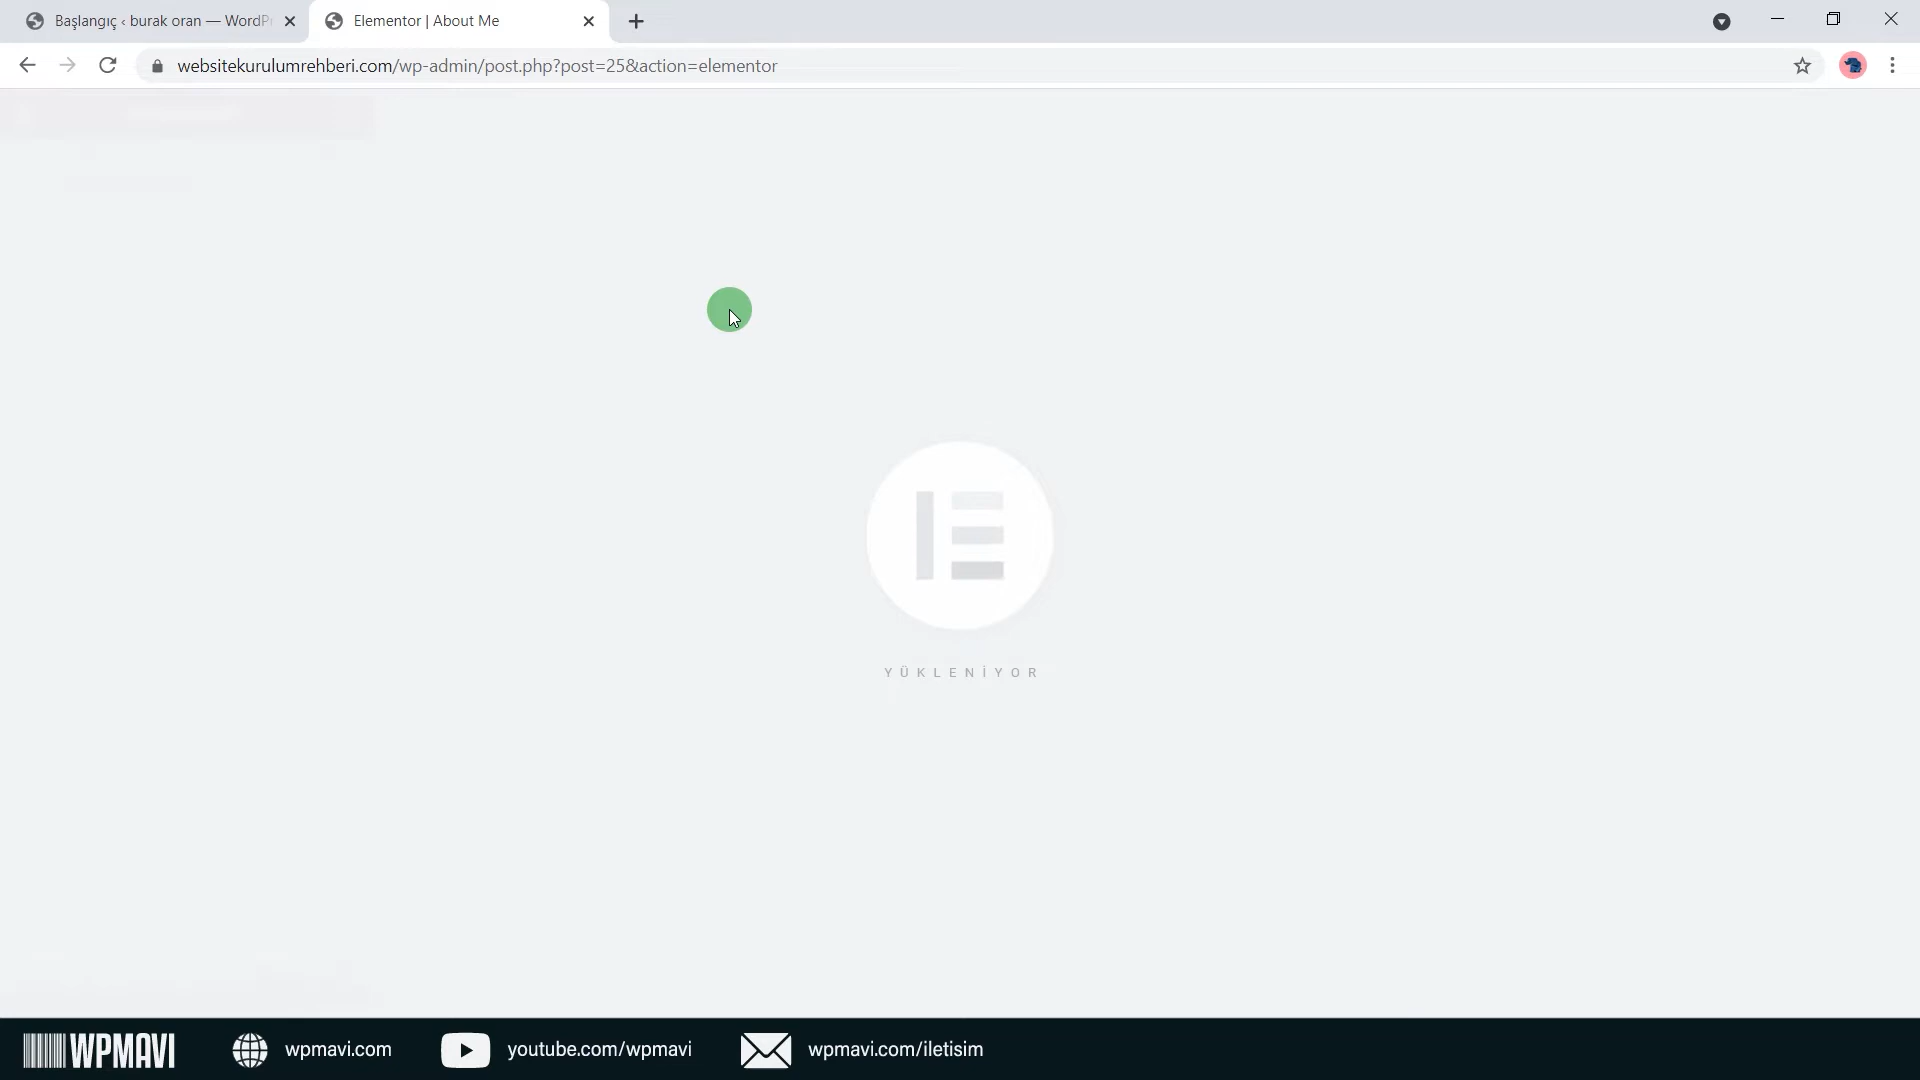 Başlangıç ‹ burak oran — WordPr
Elementor | About Me
websitekurulumrehberi.com/wp-admin/post.php?post=25&action=elementor
YÜKLENİYOR
WPMAVI
wpmavi.com
youtube.com/wpmavi
wpmavi.com/iletisim